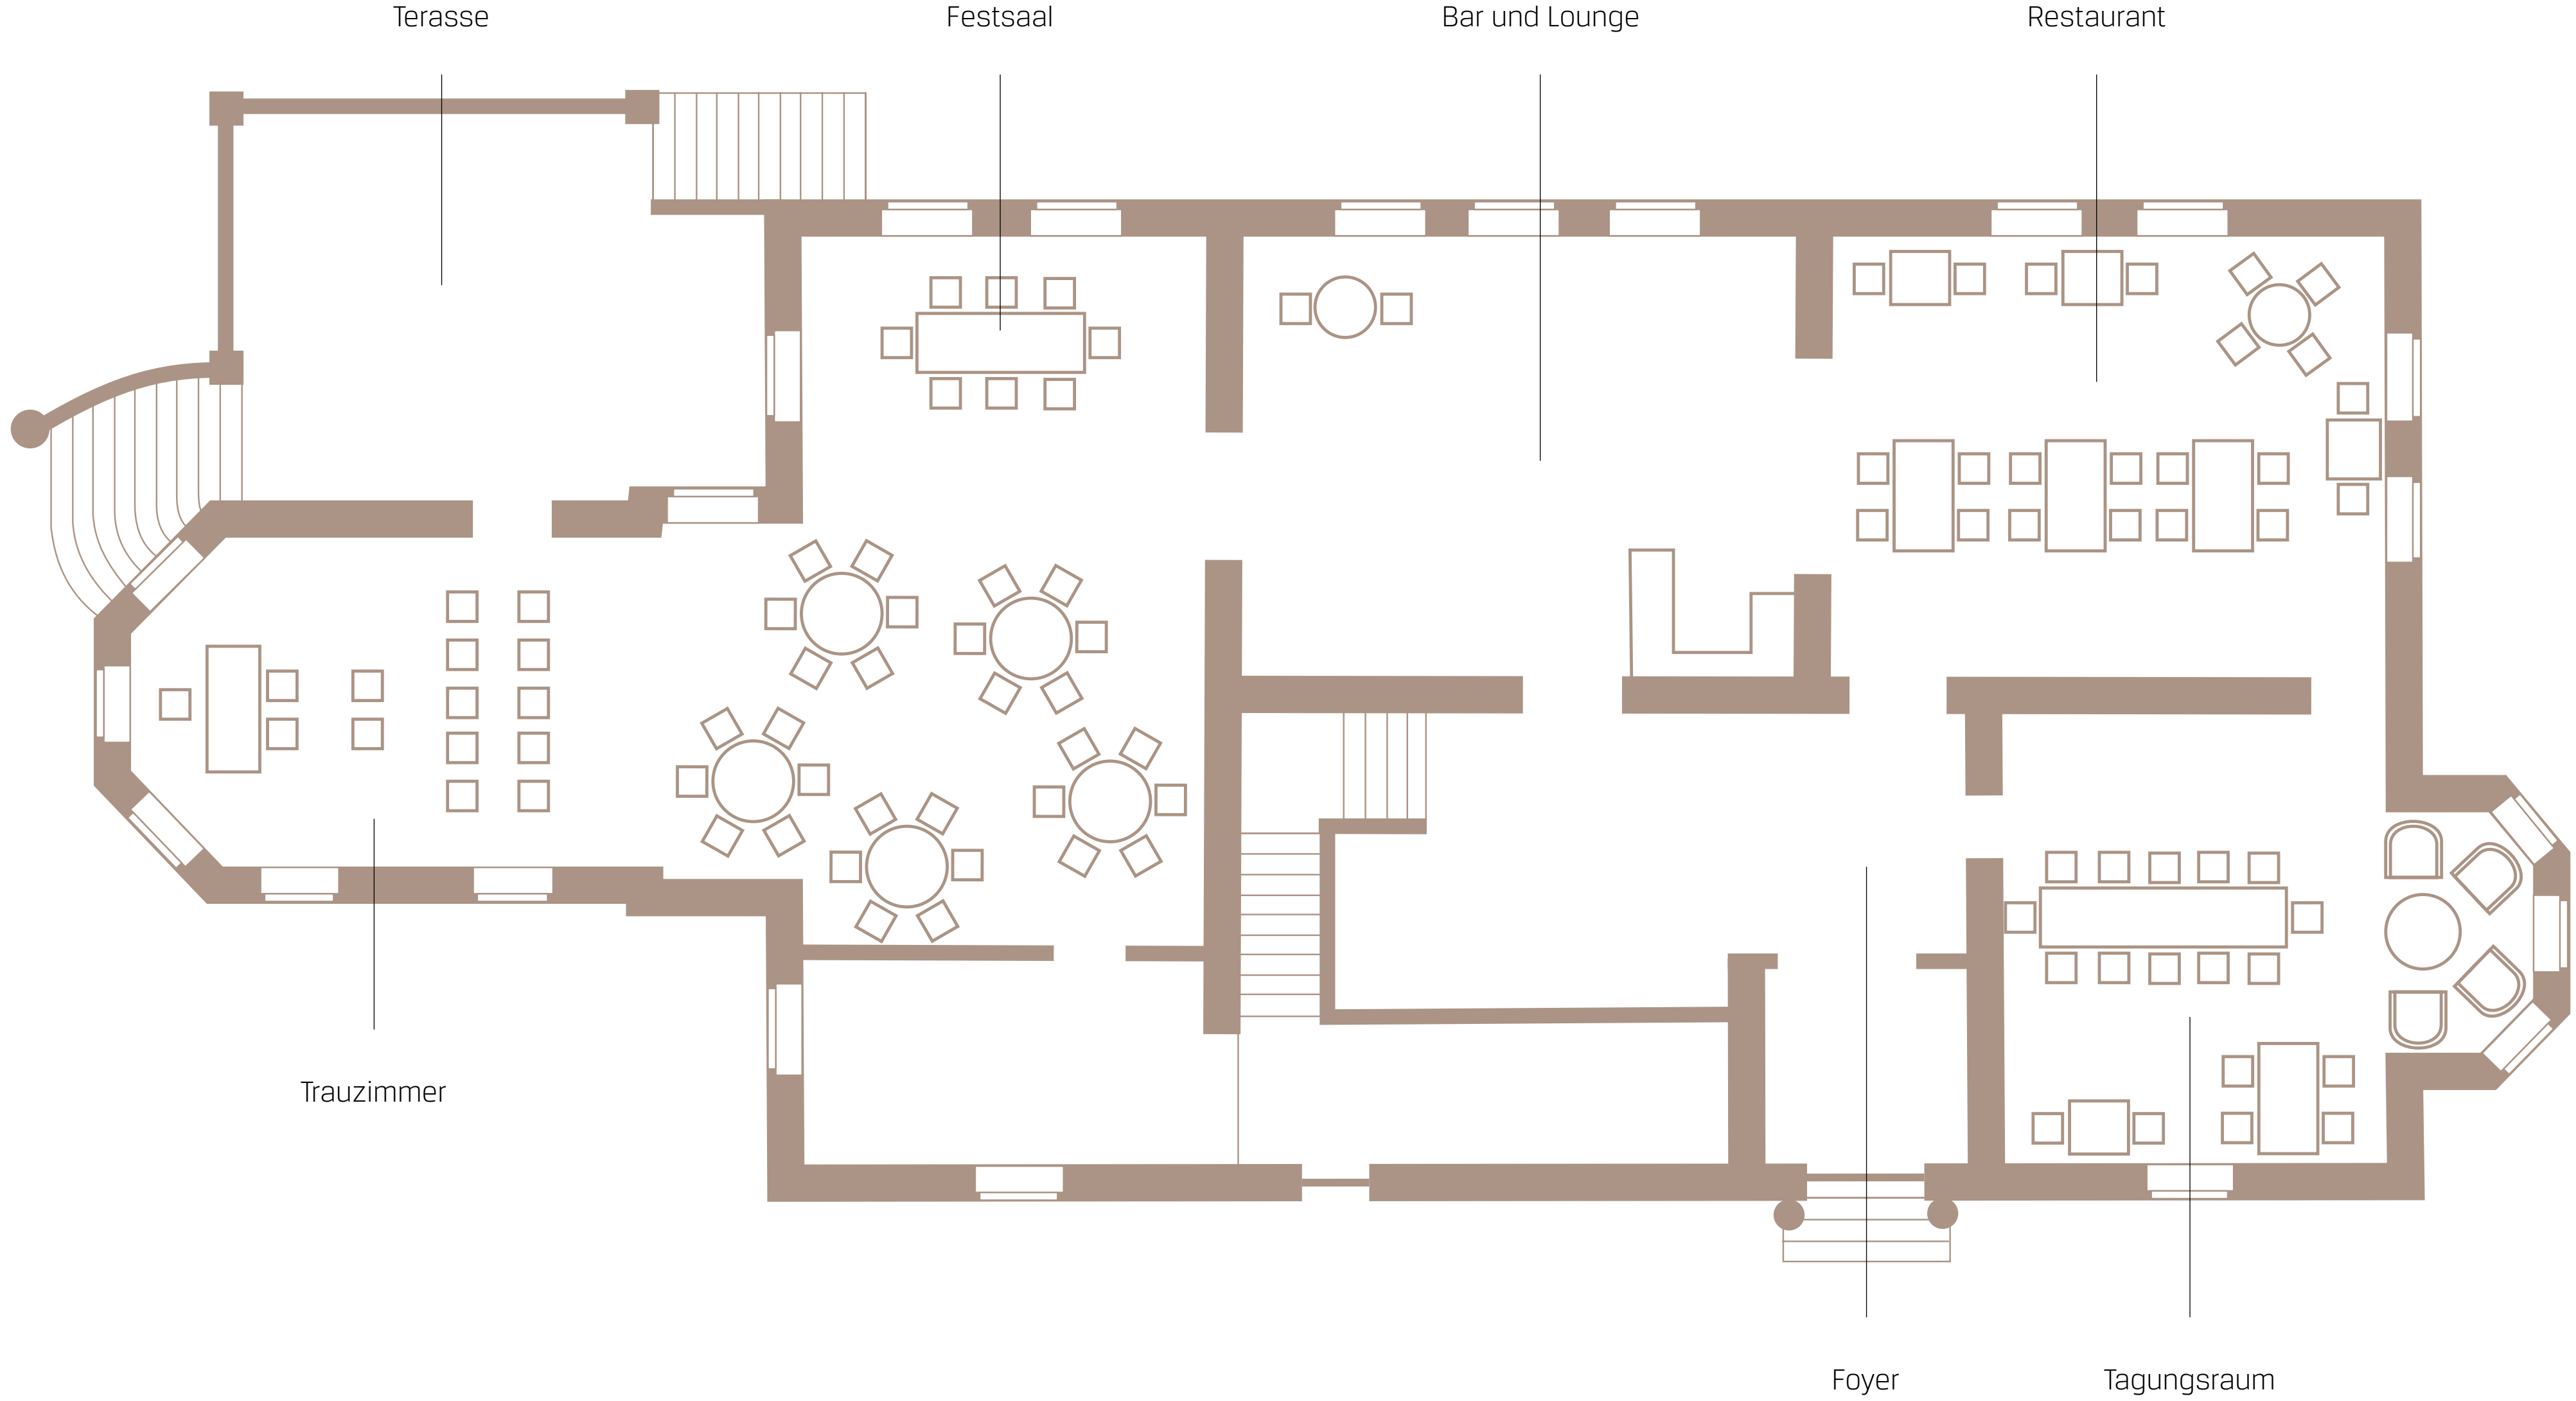 Terasse
Festsaal
Bar und Lounge
Restaurant
Trauzimmer
Foyer
Tagungsraum